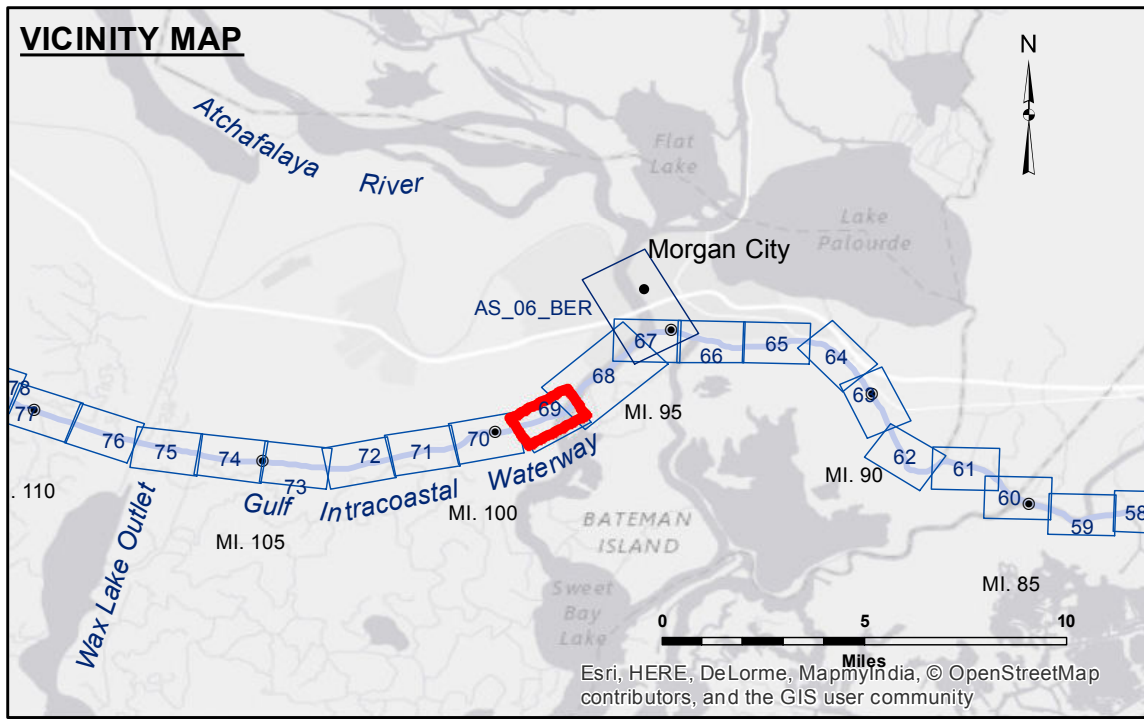 VICINITY MAP
N
Atchafalaya
River
Flat
Lake
Lake
Palourde
Morgan City
AS_06_BER
67
66
65
64
68
63
69
MI. 95
78
77
76
75
74
73
72
71
70
62
61
60
59
58
MI. 90
. 110
Gulf
Intracoastal
Waterway
MI. 100
MI. 105
Wax Lake Outlet
BATEMAN
ISLAND
Sweet
Bay
Lake
MI. 85
0
5
10
Miles
Esri, HERE, DeLorme, MapmyIndia, © OpenStreetMap
contributors, and the GIS user community